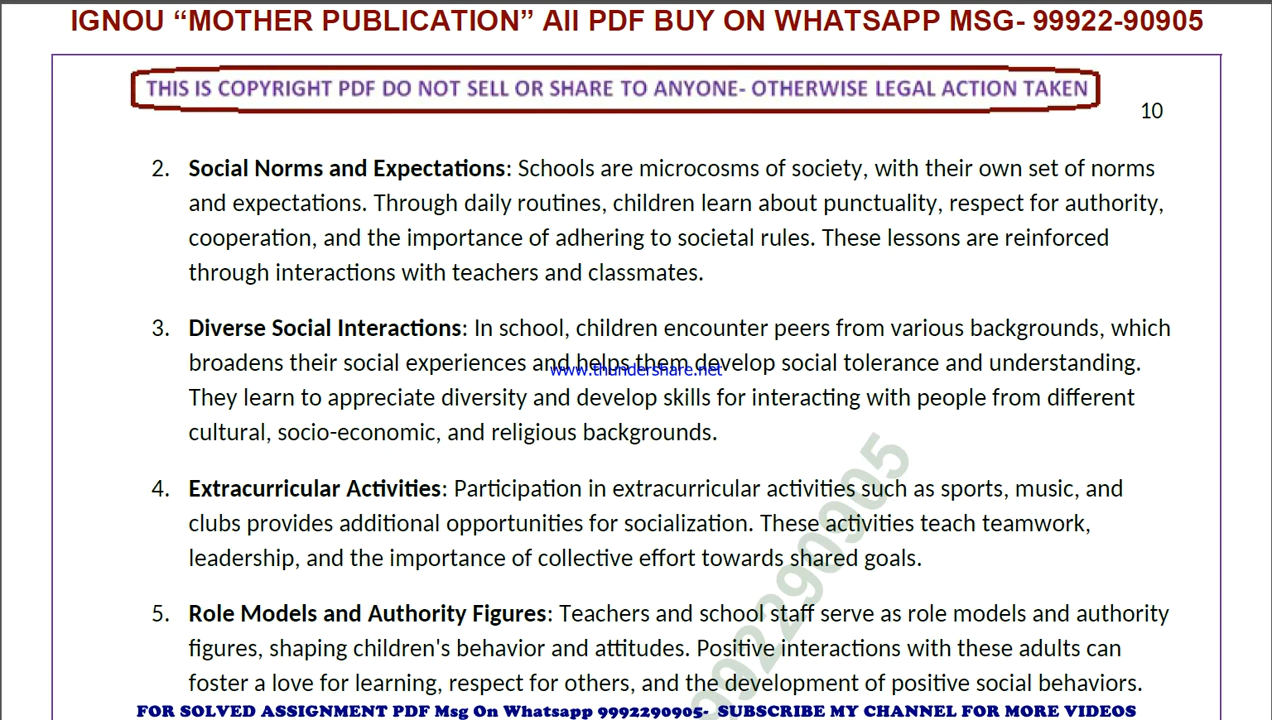 IGNOU “MOTHER PUBLICATION” All PDF BUY ON WHATSAPP MSG- 99922-90905
THIS IS COPYRIGHT PDF DO NOT SELL OR SHARE TO ANYONE- OTHERWISE LEGAL ACTION TAKEN
10
2. Social Norms and Expectations: Schools are microcosms of society, with their own set of norms
and expectations. Through daily routines, children learn about punctuality, respect for authority,
cooperation, and the importance of adhering to societal rules. These lessons are reinforced
through interactions with teachers and classmates.
3. Diverse Social Interactions: In school, children encounter peers from various backgrounds, which
broadens their social experiences and helps them develop social tolerance and understanding.
www.thundershare.net
They learn to appreciate diversity and develop skills for interacting with people from different
cultural, socio-economic, and religious backgrounds.
4. Extracurricular Activities: Participation in extracurricular activities such as sports, music, and
clubs provides additional opportunities for socialization. These activities teach teamwork,
leadership, and the importance of collective effort towards shared goals.
5. Role Models and Authority Figures: Teachers and school staff serve as role models and authority
figures, shaping children's behavior and attitudes. Positive interactions with these adults can
foster a love for learning, respect for others, and the development of positive social behaviors.
9992290905
FOR SOLVED ASSIGNMENT PDF Msg On Whatsapp 9992290905- SUBSCRIBE MY CHANNEL FOR MORE VIDEOS